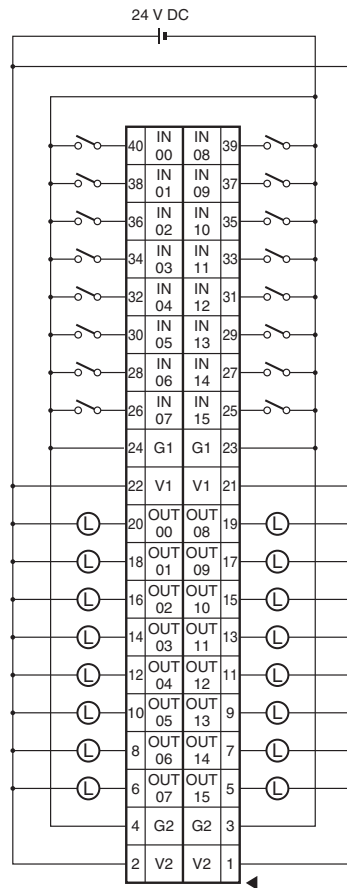 24 V DC
40 IN 00 IN 08 39
38 IN 01 IN 09 37
36 IN 02 IN 10 35
34 IN 03 IN 11 33
32 IN 04 IN 12 31
30 IN 05 IN 13 29
28 IN 06 IN 14 27
26 IN 07 IN 15 25
24 G1 G1 23
22 V1 V1 21
L 20 OUT 00 OUT 08 19 L
L 18 OUT 01 OUT 09 17 L
L 16 OUT 02 OUT 10 15 L
L 14 OUT 03 OUT 11 13 L
L 12 OUT 04 OUT 12 11 L
L 10 OUT 05 OUT 13 9 L
L 8 OUT 06 OUT 14 7 L
L 6 OUT 07 OUT 15 5 L
4 G2 G2 3
2 V2 V2 1